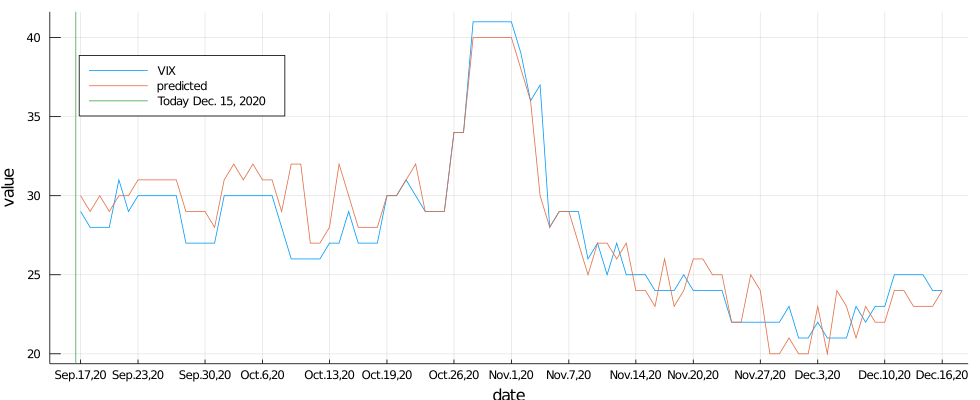 40
35
30
25
20
value
VIX
predicted
Today Dec. 15, 2020
Sep.17,20 Sep.23,20 Sep.30,20 Oct.6,20 Oct.13,20 Oct.19,20 Oct.26,20 Nov.1,20 Nov.7,20 Nov.14,20 Nov.20,20 Nov.27,20 Dec.3,20 Dec.10,20 Dec.16,20
date